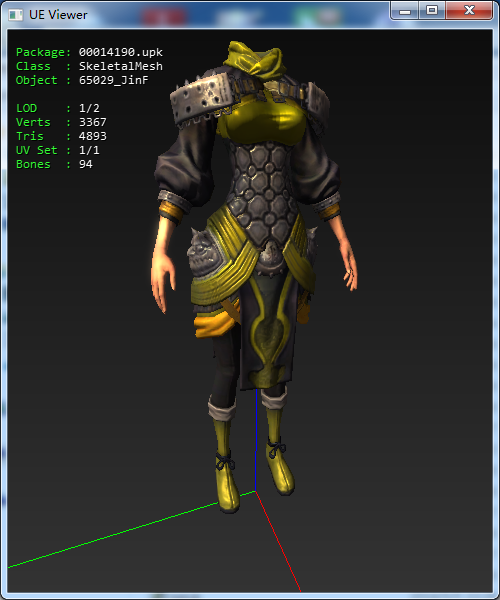 UE Viewer
Package: 00014190.upk
Class : SkeletalMesh
Object : 65029_JinF
LOD : 1/2
Verts : 3367
Tris : 4893
UV Set : 1/1
Bones : 94